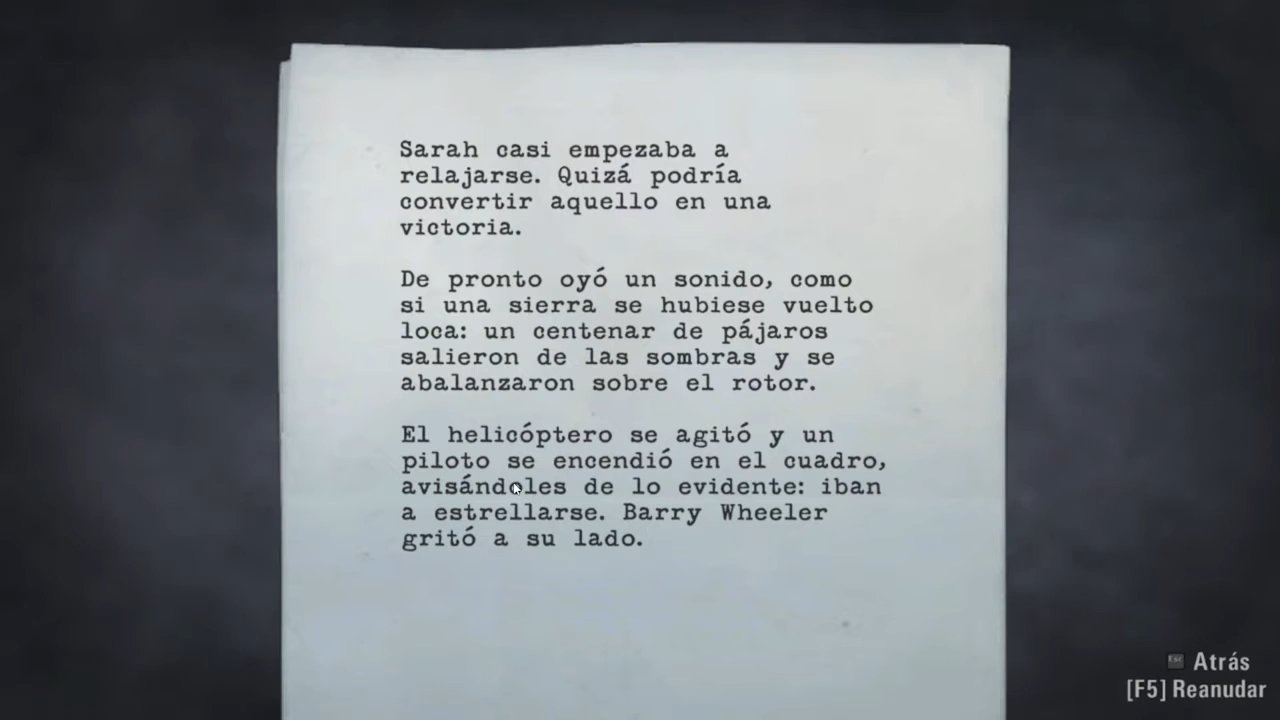 Sarah casi empezaba a
relajarse. Quizá podría
convertir aquello en una
victoria.
De pronto oyó un sonido, como
si una sierra se hubiese vuelto
loca: un centenar de pájaros
salieron de las sombras y se
abalanzaron sobre el rotor.
El helicóptero se agitó y un
piloto se encendió en el cuadro,
avisándoles de lo evidente: iban
a estrellarse. Barry Wheeler
gritó a su lado.
Esc Atrás
[F5] Reanudar